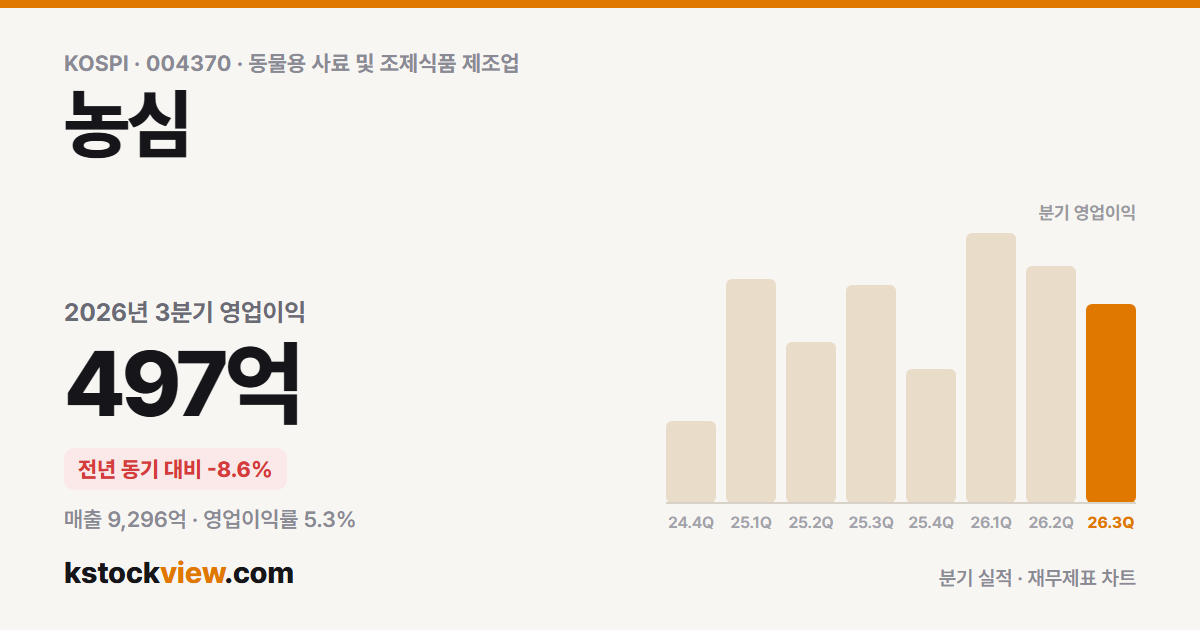 KOSPI · 004370 · 동물용 사료 및 조제식품 제조업
농심
분기 영업이익
2026년 3분기 영업이익
497억
전년 동기 대비 -8.6%
매출 9,296억 · 영업이익률 5.3%
24.4Q 25.1Q 25.2Q 25.3Q 25.4Q 26.1Q 26.2Q 26.3Q
kstockview.com
분기 실적 · 재무제표 차트